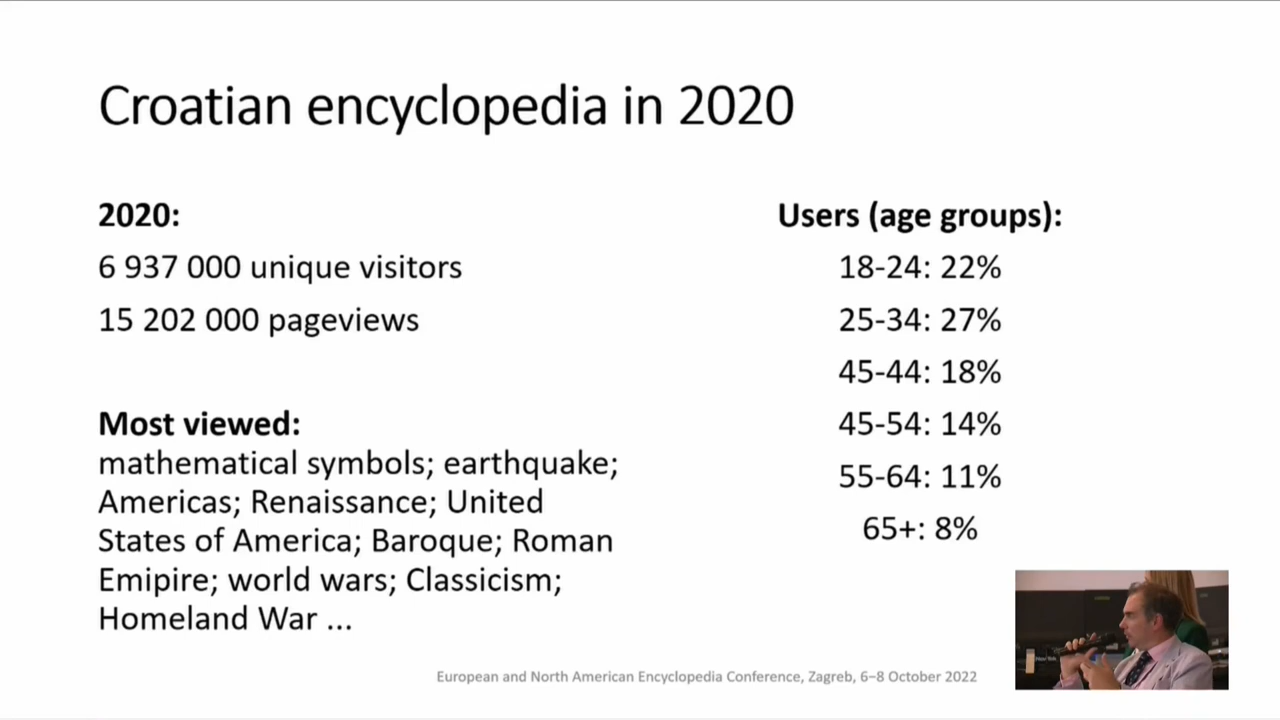 Croatian encyclopedia in 2020
2020:
6 937 000 unique visitors
15 202 000 pageviews
Most viewed:
mathematical symbols; earthquake;
Americas; Renaissance; United
States of America; Baroque; Roman
Emipire; world wars; Classicism;
Homeland War ...
Users (age groups):
18-24: 22%
25-34: 27%
45-44: 18%
45-54: 14%
55-64: 11%
65+: 8%
European and North American Encyclopedia Conference, Zagreb, 6–8 October 2022